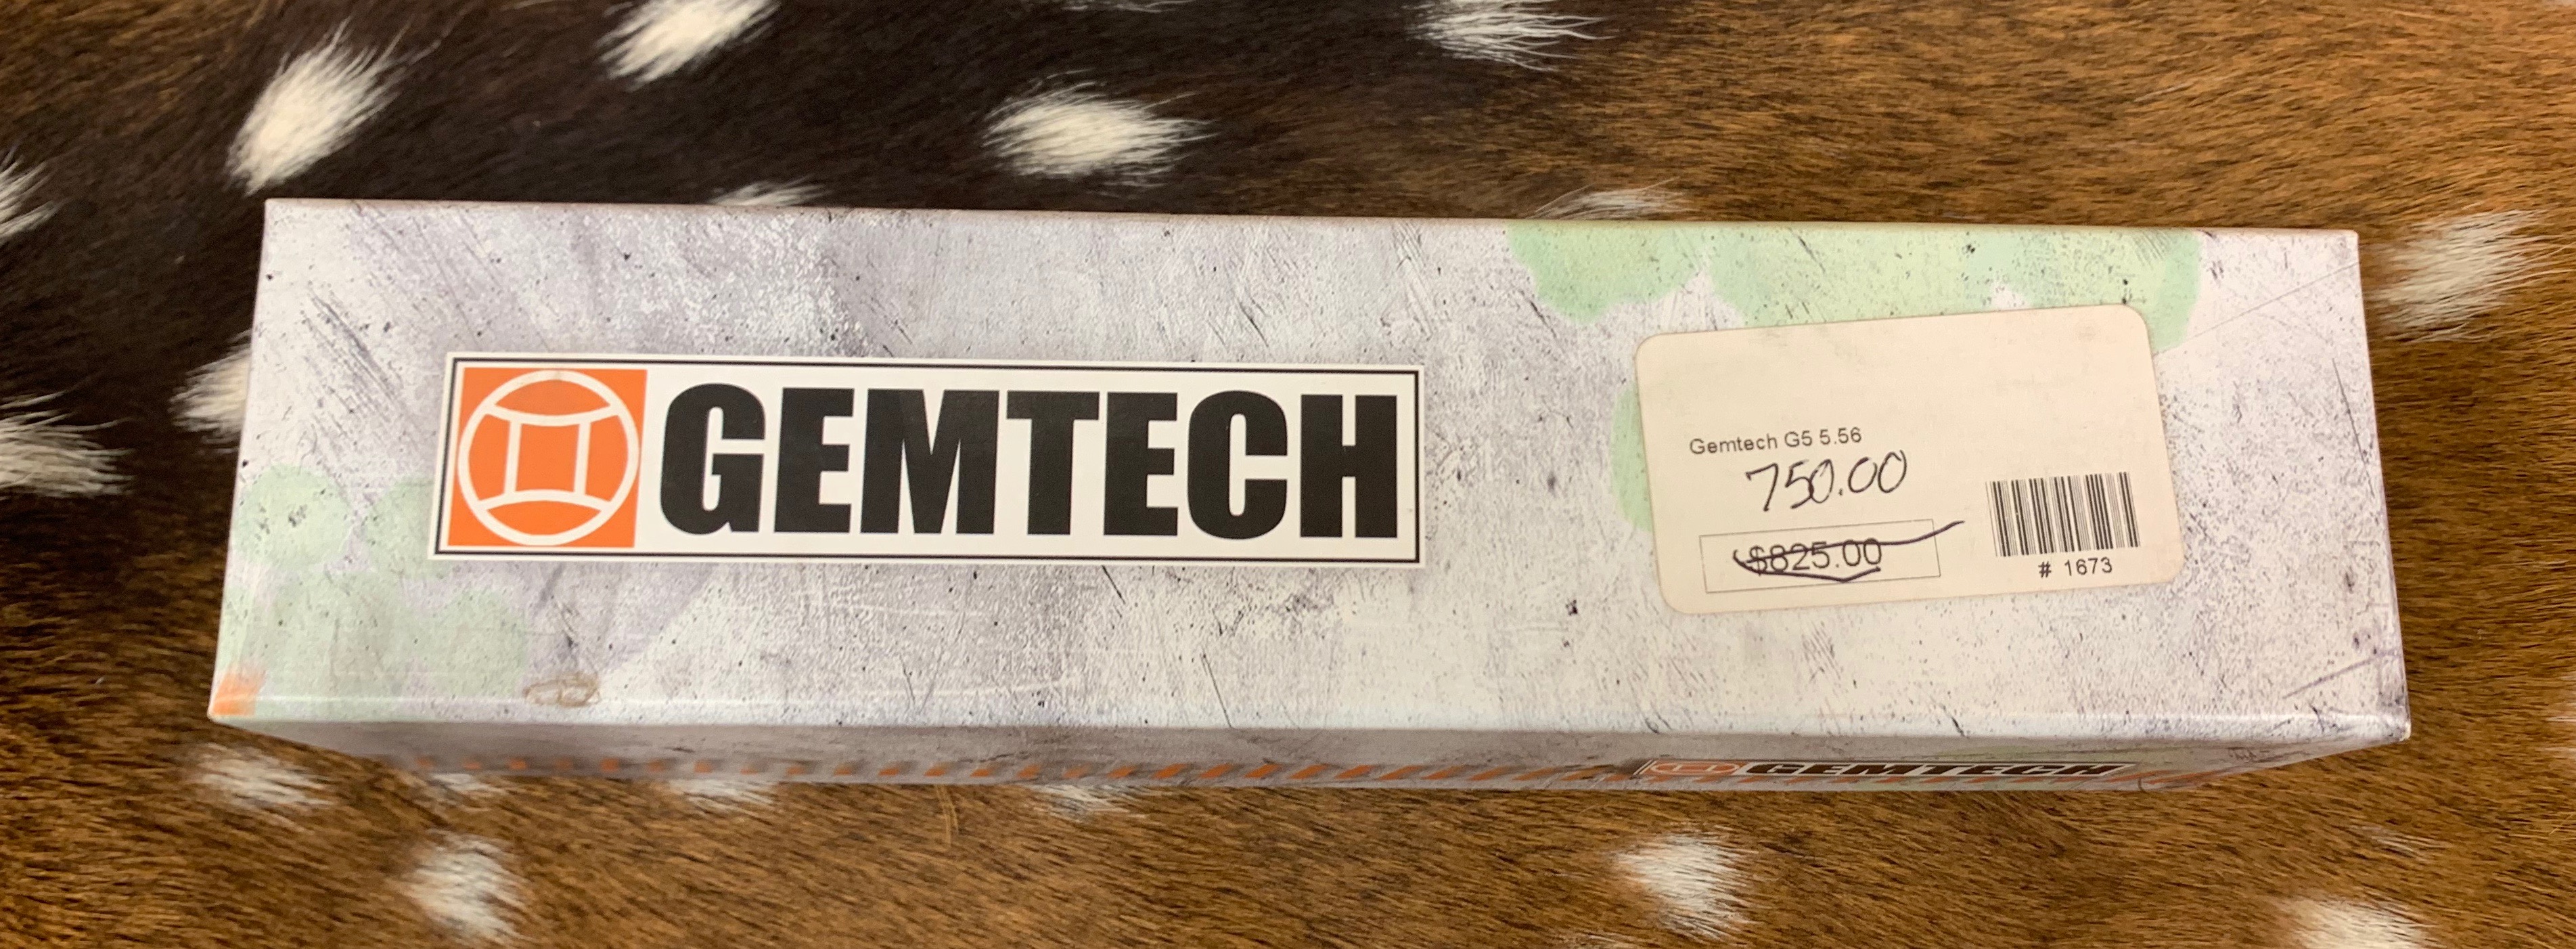 GEMTECH
Gemtech G5 5.56
750.00
$825.00
# 1673
GEMTECH